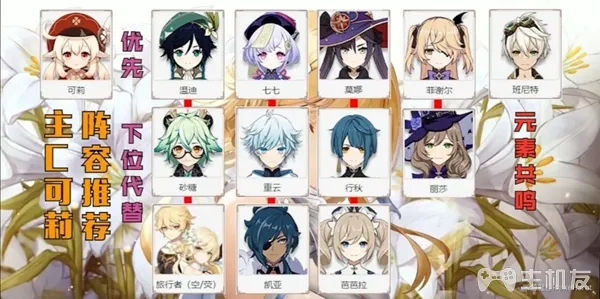 可莉
优先
温迪
七七
莫娜
菲谢尔
班尼特
主C可莉
阵容推荐
下位代替
砂糖
重云
行秋
丽莎
元素共鸣
旅行者（空/荧）
凯亚
芭芭拉
主机友